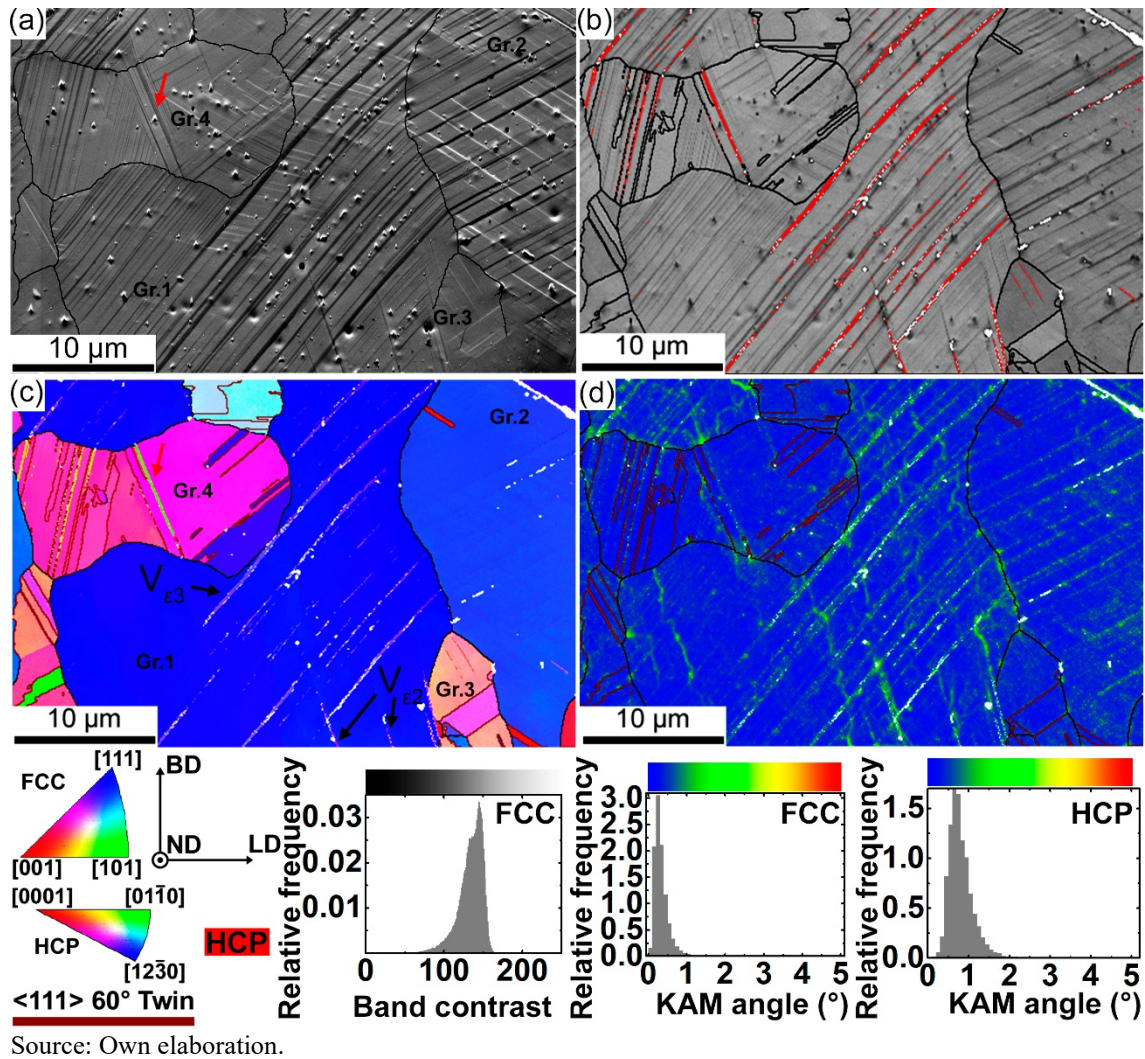 (a)
Gr.2
Gr.4
Gr.1
Gr.3
10 µm
(b)
10 µm
(c)
Gr.2
Gr.4
Vε3
Gr.1
Vε2
Gr.3
10 µm
(d)
10 µm
FCC
[111]
[001]
[101]
BD
ND
LD
[0001]
[011̅0]
HCP
[123̅0]
HCP
<111> 60° Twin
Relative frequency
0.03
0.02
0.01
FCC
0
100
200
Band contrast
Relative frequency
3.0
2.5
2.0
1.5
1.0
0.5
0.0
FCC
0 1 2 3 4 5
KAM angle (°)
Relative frequency
1.5
1.0
0.5
0.0
HCP
0 1 2 3 4 5
KAM angle (°)
Source: Own elaboration.